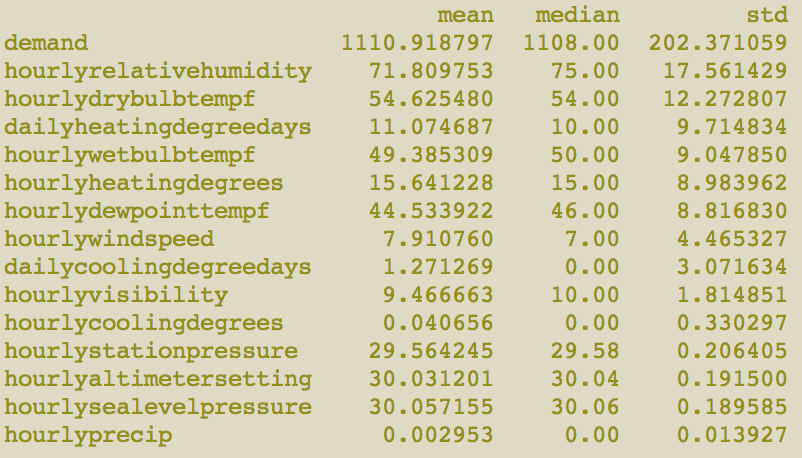 mean median std
demand 1110.918797 1108.00 202.371059
hourlyrelativehumidity 71.809753 75.00 17.561429
hourlydrybulbtempf 54.625480 54.00 12.272807
dailyheatingdegreedays 11.074687 10.00 9.714834
hourlywetbulbtempf 49.385309 50.00 9.047850
hourlyheatingdegrees 15.641228 15.00 8.983962
hourlydewpointtempf 44.533922 46.00 8.816830
hourlywindspeed 7.910760 7.00 4.465327
dailycoolingdegreedays 1.271269 0.00 3.071634
hourlyvisibility 9.466663 10.00 1.814851
hourlycoolingdegrees 0.040656 0.00 0.330297
hourlystationpressure 29.564245 29.58 0.206405
hourlyaltimetersetting 30.031201 30.04 0.191500
hourlysealevelpressure 30.057155 30.06 0.189585
hourlyprecip 0.002953 0.00 0.013927